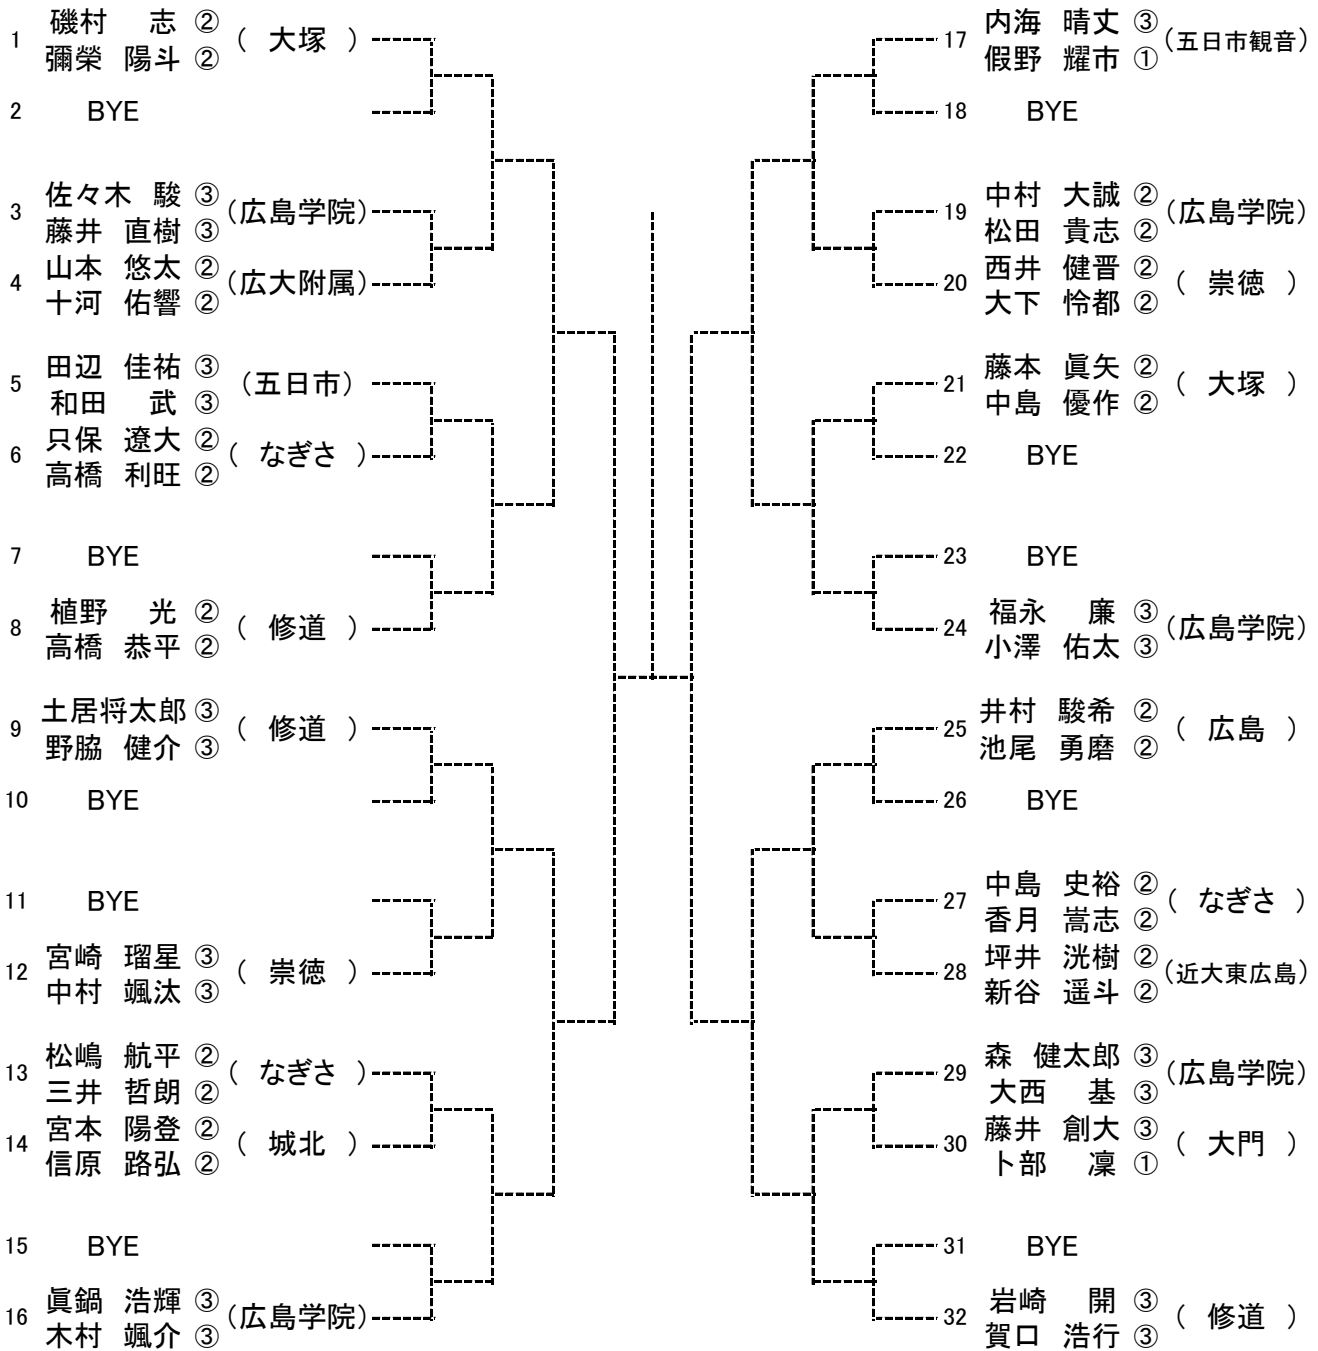 1 磯村 志 ② ( 大塚 )
彌榮 陽斗 ②
2 BYE
3 佐々木 駿 ③ (広島学院)
藤井 直樹 ③
4 山本 悠太 ② (広大附属)
十河 佑響 ②
5 田辺 佳祐 ③ (五日市)
和田 武 ③
6 只保 遼大 ② ( なぎさ )
高橋 利旺 ②
7 BYE
8 植野 光 ② ( 修道 )
高橋 恭平 ②
9 土居将太郎 ③ ( 修道 )
野脇 健介 ③
10 BYE
11 BYE
12 宮崎 瑠星 ③ ( 崇徳 )
中村 颯汰 ③
13 松嶋 航平 ② ( なぎさ )
三井 哲朗 ②
14 宮本 陽登 ② ( 城北 )
信原 路弘 ②
15 BYE
16 眞鍋 浩輝 ③ (広島学院)
木村 颯介 ③
17 内海 晴丈 ③ (五日市観音)
假野 耀市 ①
18 BYE
19 中村 大誠 ② (広島学院)
松田 貴志 ②
20 西井 健晋 ② ( 崇徳 )
大下 怜都 ②
21 藤本 眞矢 ② ( 大塚 )
中島 優作 ②
22 BYE
23 BYE
24 福永 廉 ③ (広島学院)
小澤 佑太 ③
25 井村 駿希 ② ( 広島 )
池尾 勇磨 ②
26 BYE
27 中島 史裕 ② ( なぎさ )
香月 嵩志 ②
28 坪井 洸樹 ② (近大東広島)
新谷 遥斗 ②
29 森 健太郎 ③ (広島学院)
大西 基 ③
30 藤井 創大 ③ ( 大門 )
卜部 凜 ①
31 BYE
32 岩崎 開 ③ ( 修道 )
賀口 浩行 ③